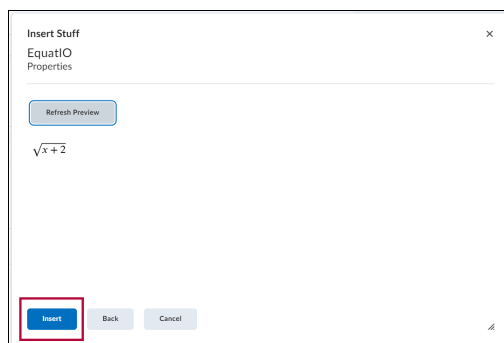 Insert Stuff
EquatIO
Properties
Refresh Preview
√x + 2
Insert Back Cancel